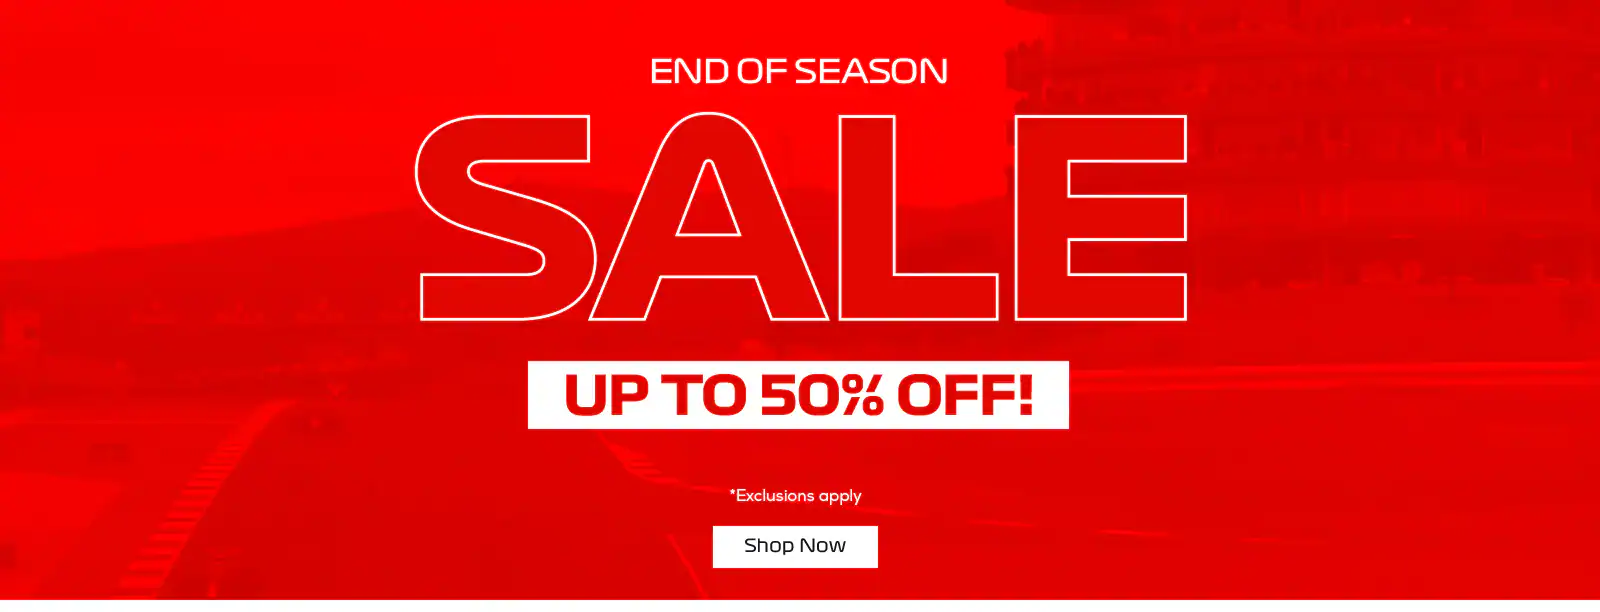 END OF SEASON
SALE
UP TO 50% OFF!
*Exclusions apply
Shop Now